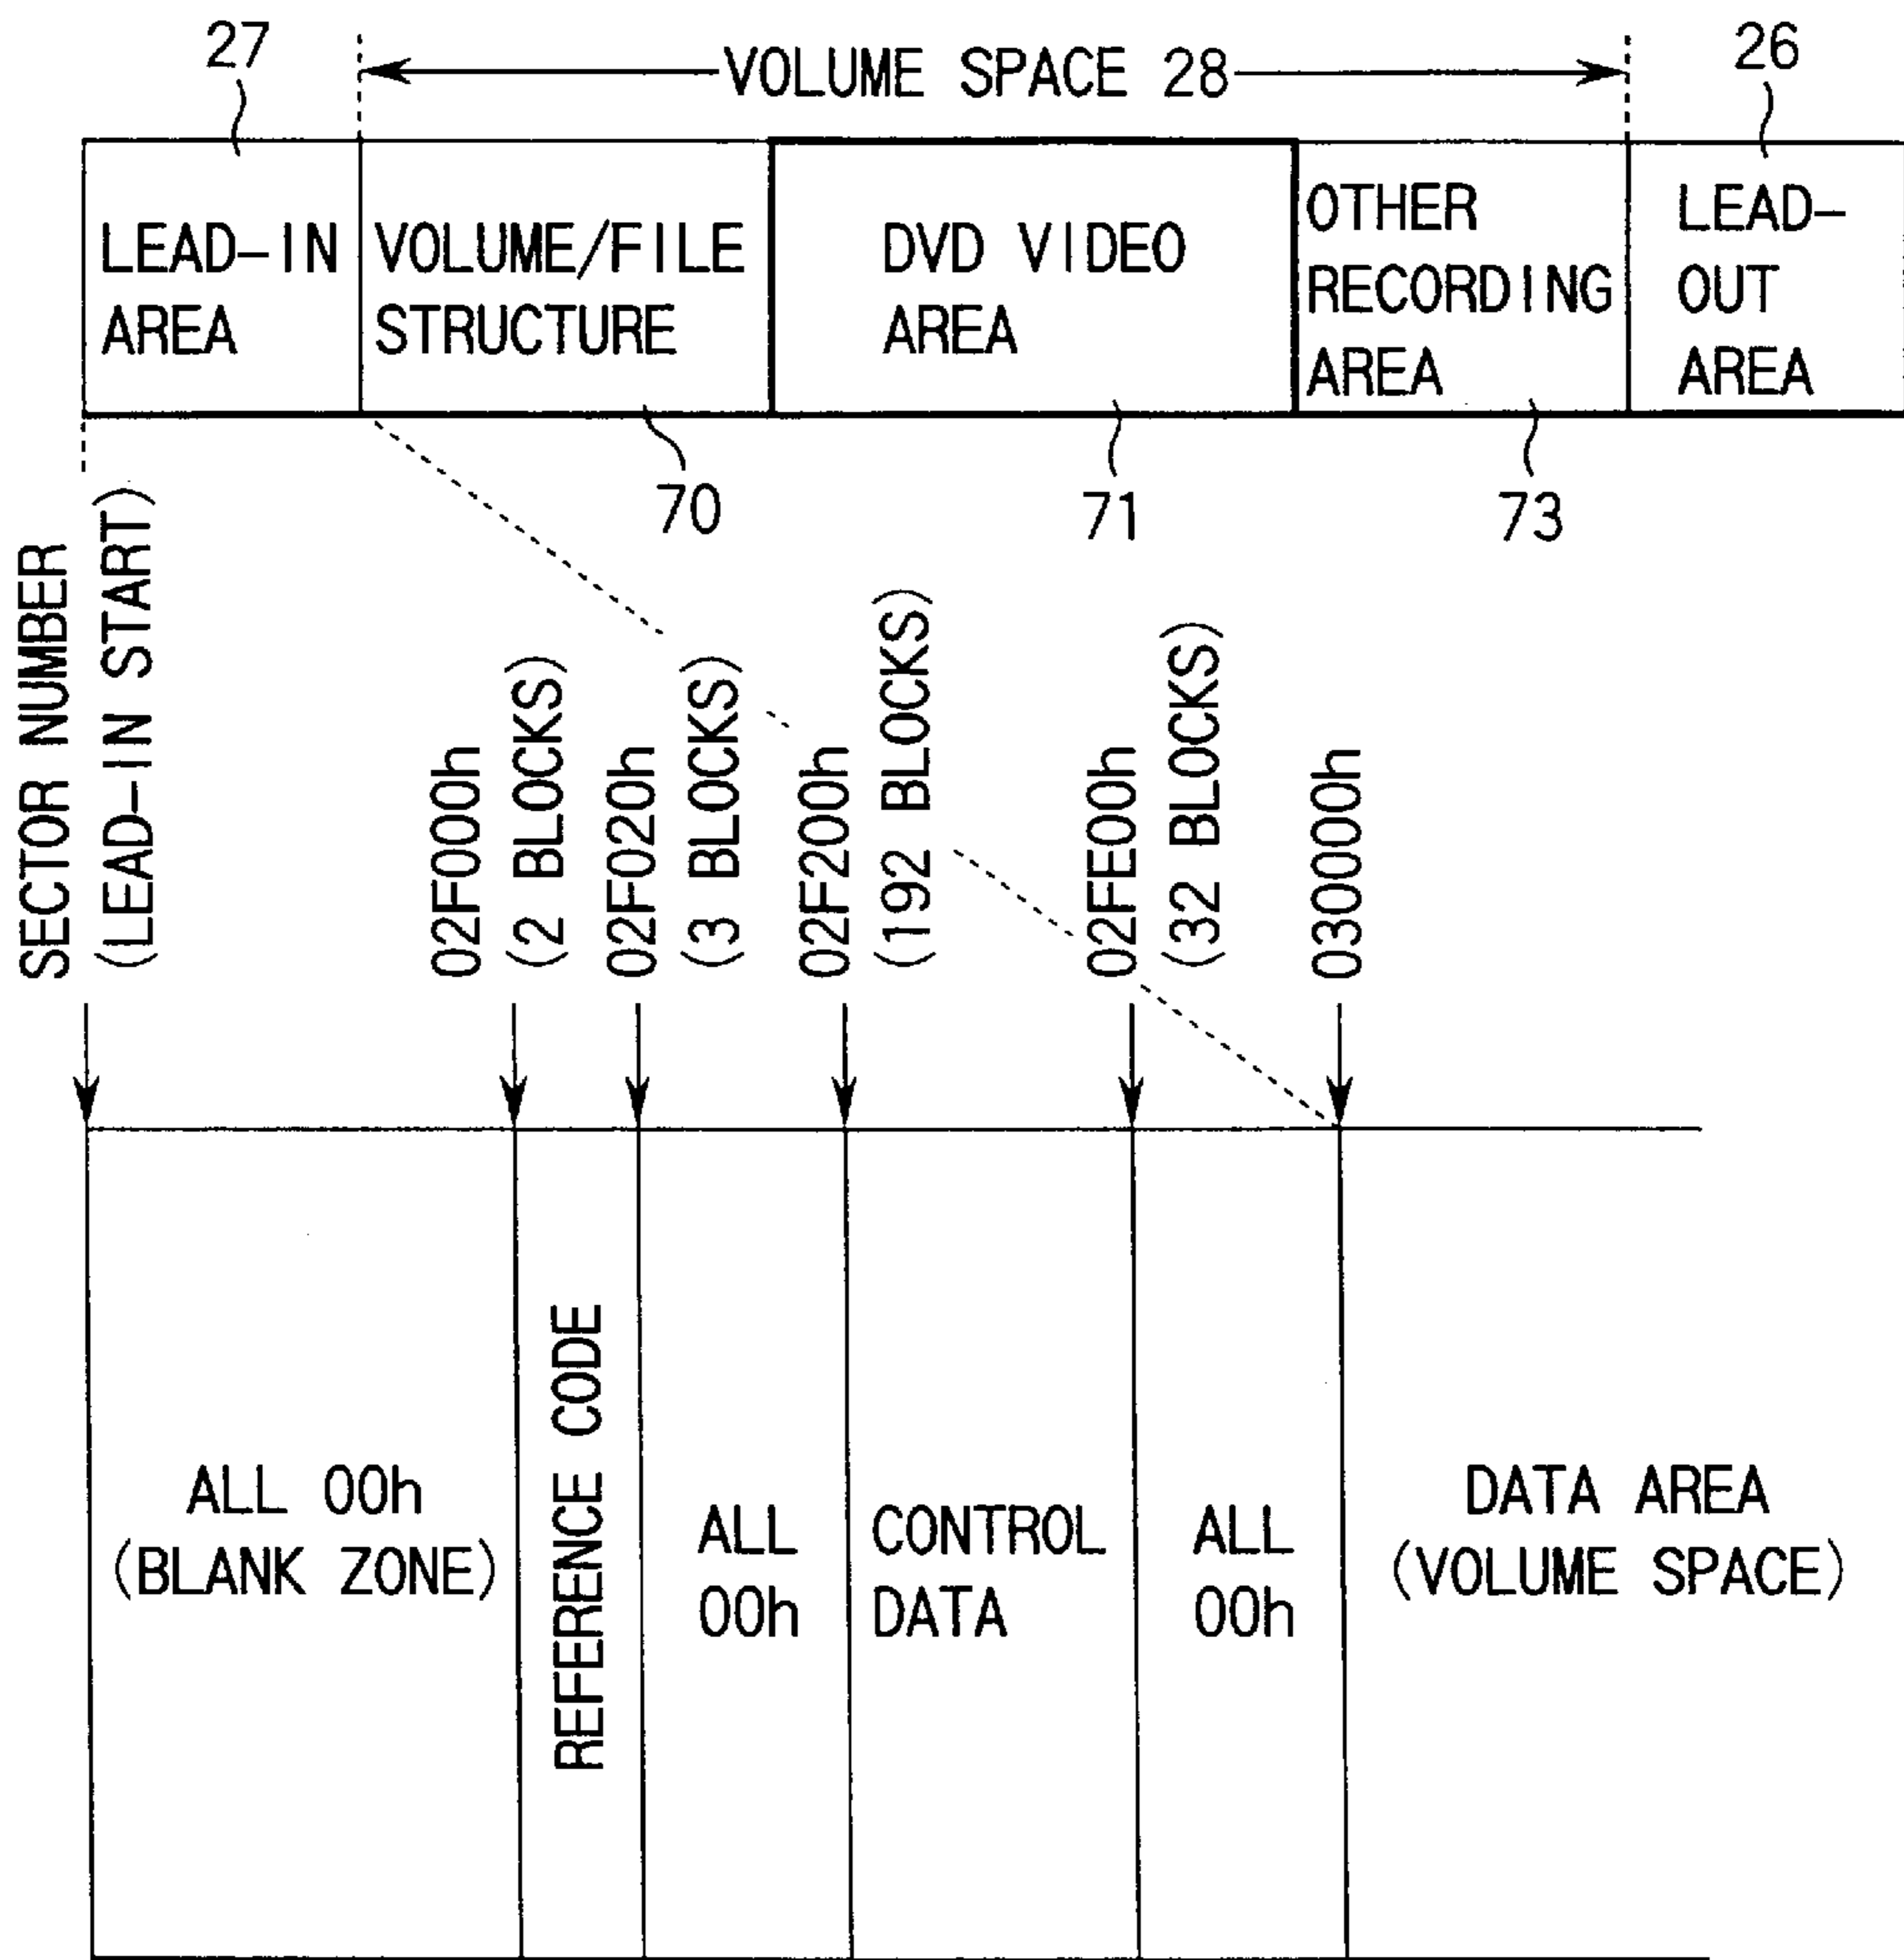 27
VOLUME SPACE 28
26
LEAD-IN
AREA
VOLUME/FILE
STRUCTURE
DVD VIDEO
AREA
OTHER
RECORDING
AREA
LEAD-
OUT
AREA
70
71
73
SECTOR NUMBER
(LEAD-IN START)
02F000h
(2 BLOCKS)
02F020h
(3 BLOCKS)
02F200h
(192 BLOCKS)
02FE00h
(32 BLOCKS)
030000h
ALL 00h
(BLANK ZONE)
REFERENCE CODE
ALL
00h
CONTROL
DATA
ALL
00h
DATA AREA
(VOLUME SPACE)